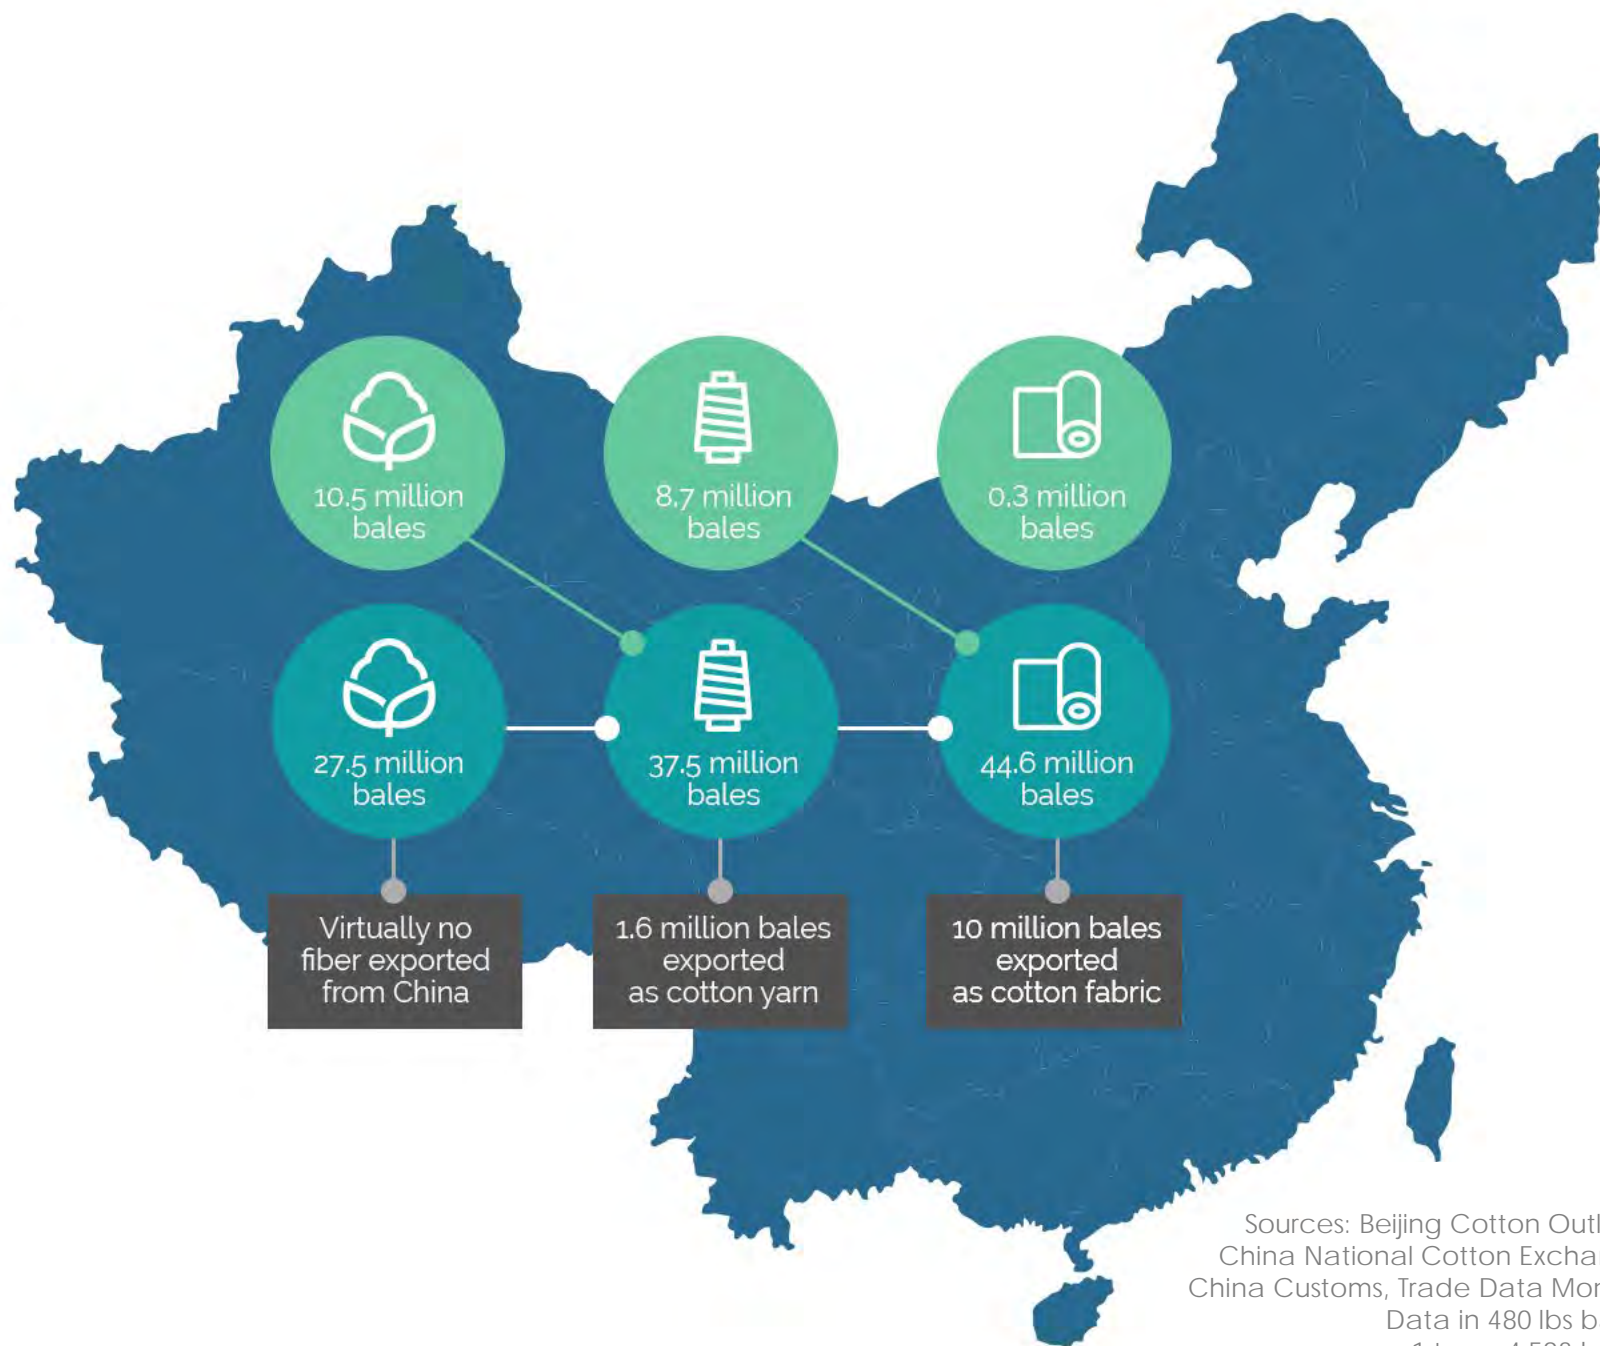 10.5 million
bales
8.7 million
bales
0.3 million
bales
27.5 million
bales
37.5 million
bales
44.6 million
bales
Virtually no
fiber exported
from China
1.6 million bales
exported
as cotton yarn
10 million bales
exported
as cotton fabric
Sources: Beijing Cotton
China National Cotton
China Customs, Trade Data
Data in 480 lbs